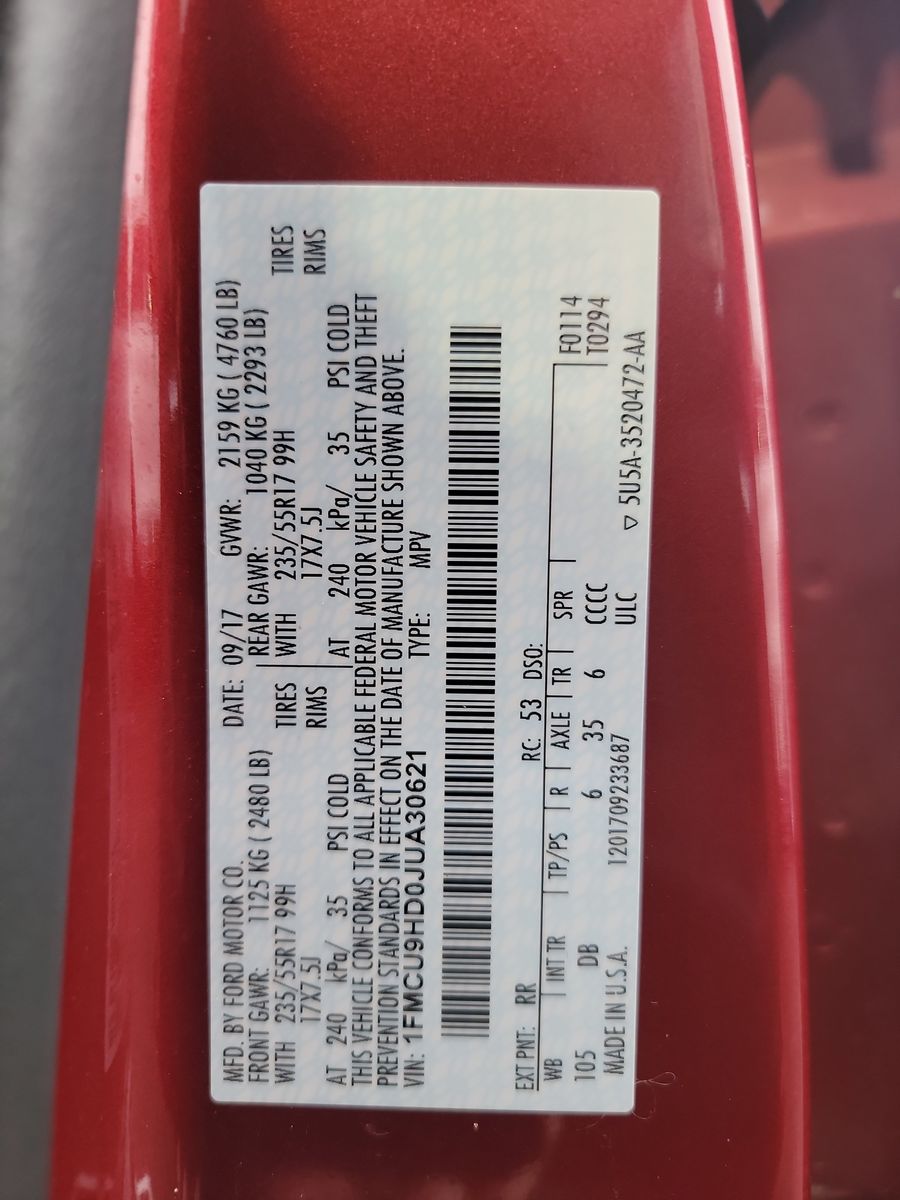 MFD. BY FORD MOTOR CO. DATE: 09/17 GVWR: 2159 KG ( 4760 LB)
FRONT GAWR: 1125 KG ( 2480 LB) REAR GAWR: 1040 KG ( 2293 LB)
WITH 235/55R17 99H TIRES WITH 235/55R17 99H TIRES
17X7.5J RIMS 17X7.5J RIMS
AT 240 kPa/ 35 PSI COLD AT 240 kPa/ 35 PSI COLD
THIS VEHICLE CONFORMS TO ALL APPLICABLE FEDERAL MOTOR VEHICLE SAFETY AND THEFT
PREVENTION STANDARDS IN EFFECT ON THE DATE OF MANUFACTURE SHOWN ABOVE.
VIN: 1FMCU9HD0JUA30621 TYPE: MPV
EXT PNT: RR RC: 53 DSO:
WB INT TR TP/PS R AXLE TR SPR F0114
T0294
105 DB 6 35 6 CCCC
MADE IN U.S.A. 1201709233687 ULC
▽ 5U5A-3520472-AA